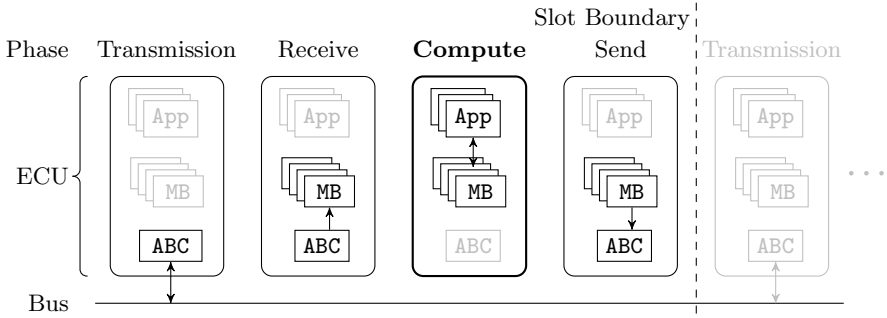 Slot Boundary
Phase Transmission Receive Compute Send Transmission
App App App App App
ECU
MB MB MB MB MB
...
ABC ABC ABC ABC ABC
Bus